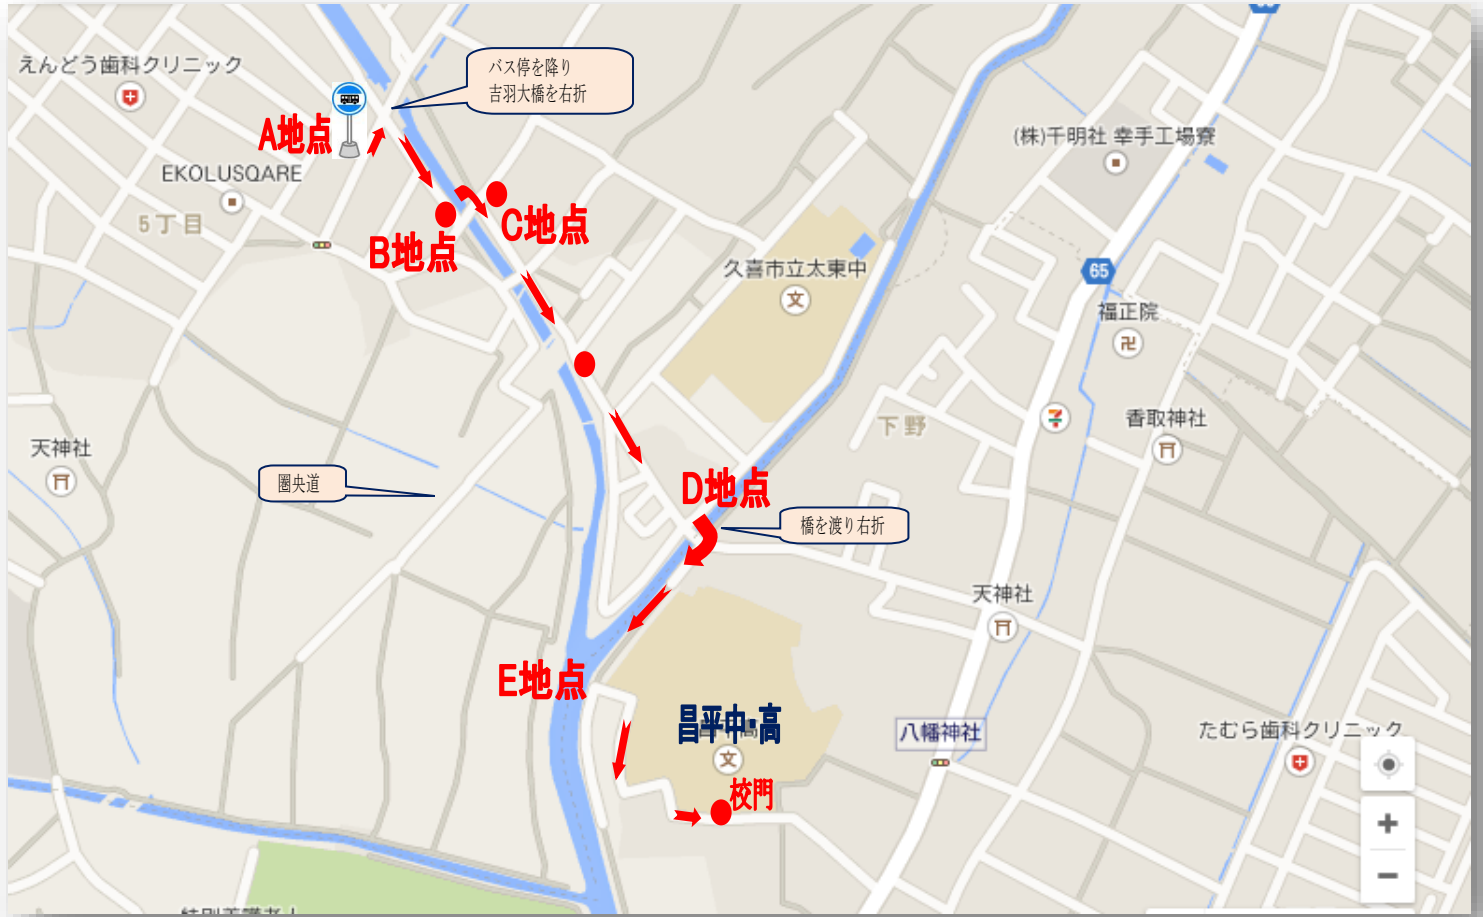 えんどう歯科クリニック
バス停を降り
吉羽大橋を右折
A地点
(株)千明社 幸手工場寮
EKOLUSQARE
5丁目
B地点
C地点
久喜市立太東中
65
福正院
下野
香取神社
天神社
圏央道
D地点
橋を渡り右折
天神社
E地点
昌平中・高
八幡神社
たむら歯科クリニック
校門